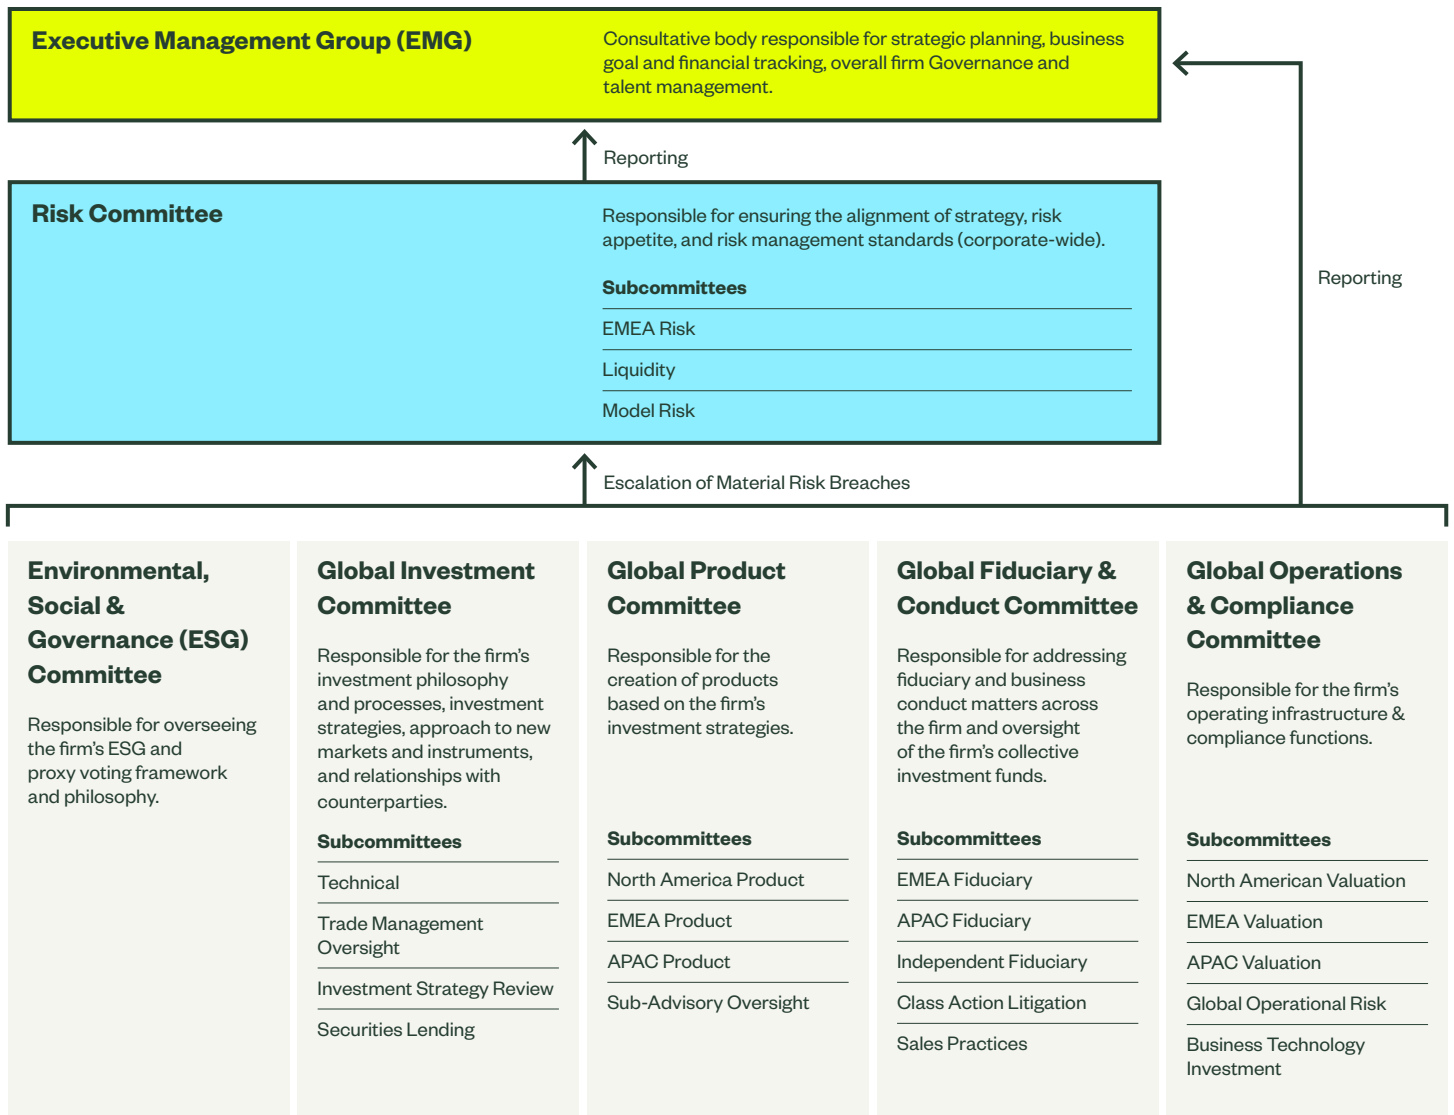 Executive Management Group (EMG)
Consultative body responsible for strategic planning, business
goal and financial tracking, overall firm Governance and
talent management.
Reporting
Risk Committee
Responsible for ensuring the alignment of strategy, risk
appetite, and risk management standards (corporate-wide).
Subcommittees
EMEA Risk
Liquidity
Model Risk
Reporting
Escalation of Material Risk Breaches
Environmental,
Social &
Governance (ESG)
Committee
Responsible for overseeing
the firm's ESG and
proxy voting framework
and philosophy.
Global Investment
Committee
Responsible for the firm's
investment philosophy
and processes, investment
strategies, approach to new
markets and instruments,
and relationships with
counterparties.
Subcommittees
Technical
Trade Management
Oversight
Investment Strategy Review
Securities Lending
Global Product
Committee
Responsible for the
creation of products
based on the firm's
investment strategies.
Subcommittees
North America Product
EMEA Product
APAC Product
Sub-Advisory Oversight
Global Fiduciary &
Conduct Committee
Responsible for addressing
fiduciary and business
conduct matters across
the firm and oversight
of the firm's collective
investment funds.
Subcommittees
EMEA Fiduciary
APAC Fiduciary
Independent Fiduciary
Class Action Litigation
Sales Practices
Global Operations
& Compliance
Committee
Responsible for the firm's
operating infrastructure &
compliance functions.
Subcommittees
North American Valuation
EMEA Valuation
APAC Valuation
Global Operational Risk
Business Technology
Investment